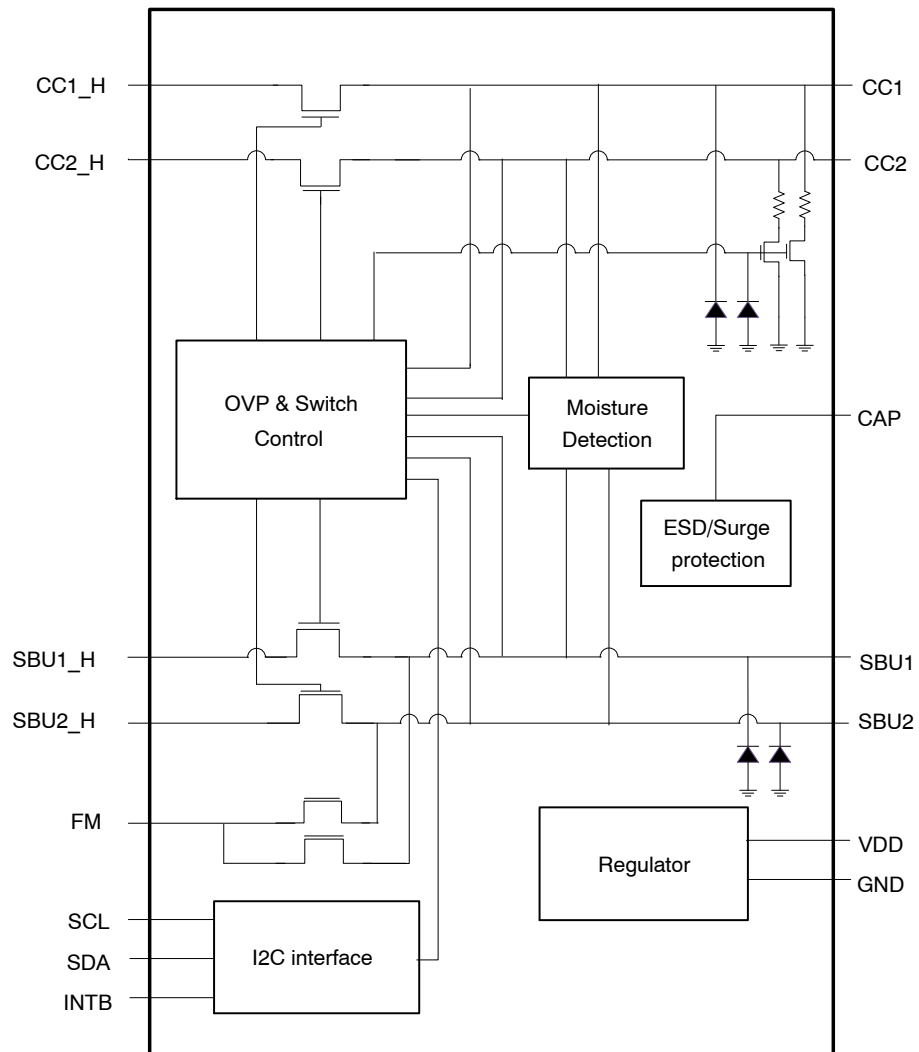 CC1_H
CC1
CC2_H
CC2
OVP & Switch
Control
Moisture
Detection
CAP
ESD/Surge
protection
SBU1_H
SBU1
SBU2_H
SBU2
FM
Regulator
VDD
GND
SCL
SDA
INTB
I2C interface